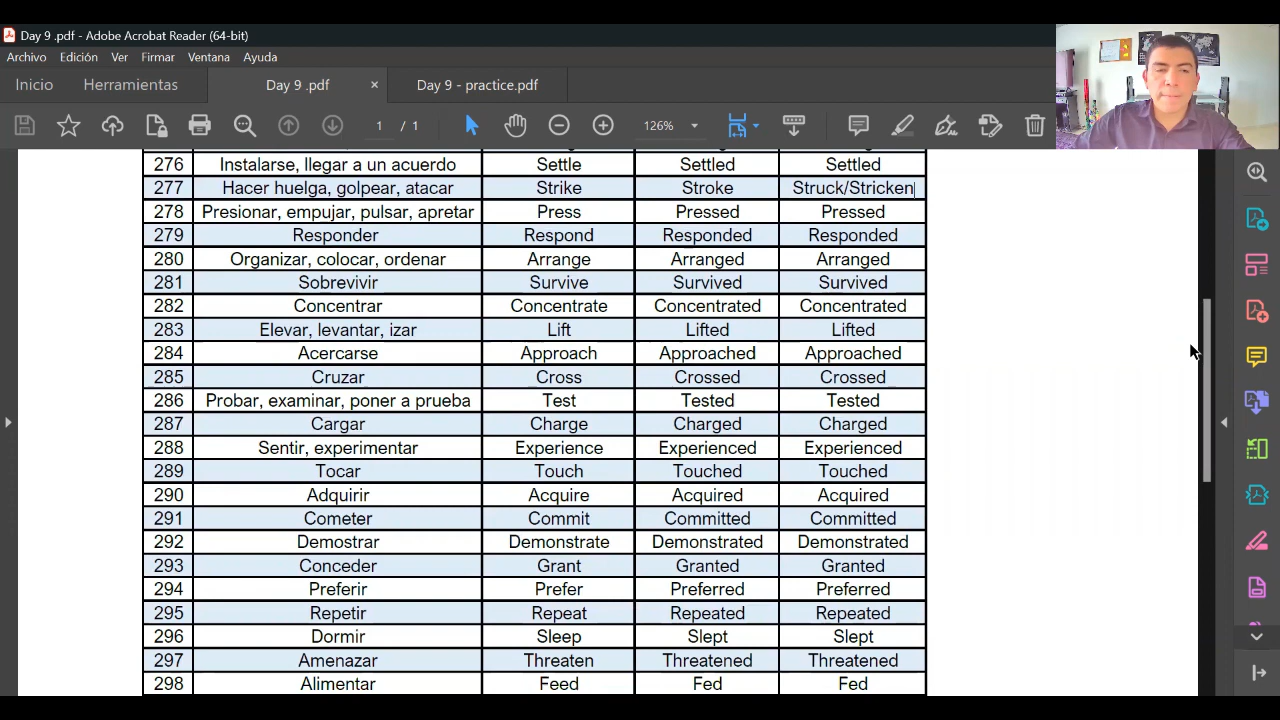 Day 9 .pdf - Adobe Acrobat Reader (64-bit)
Archivo Edición Ver Firmar Ventana Ayuda
Inicio Herramientas Day 9 .pdf × Day 9 - practice.pdf
1 / 1 126%
276 Instalarse, llegar a un acuerdo Settle Settled Settled
277 Hacer huelga, golpear, atacar Strike Stroke Struck/Stricken
278 Presionar, empujar, pulsar, apretar Press Pressed Pressed
279 Responder Respond Responded Responded
280 Organizar, colocar, ordenar Arrange Arranged Arranged
281 Sobrevivir Survive Survived Survived
282 Concentrar Concentrate Concentrated Concentrated
283 Elevar, levantar, izar Lift Lifted Lifted
284 Acercarse Approach Approached Approached
285 Cruzar Cross Crossed Crossed
286 Probar, examinar, poner a prueba Test Tested Tested
287 Cargar Charge Charged Charged
288 Sentir, experimentar Experience Experienced Experienced
289 Tocar Touch Touched Touched
290 Adquirir Acquire Acquired Acquired
291 Cometer Commit Committed Committed
292 Demostrar Demonstrate Demonstrated Demonstrated
293 Conceder Grant Granted Granted
294 Preferir Prefer Preferred Preferred
295 Repetir Repeat Repeated Repeated
296 Dormir Sleep Slept Slept
297 Amenazar Threaten Threatened Threatened
298 Alimentar Feed Fed Fed